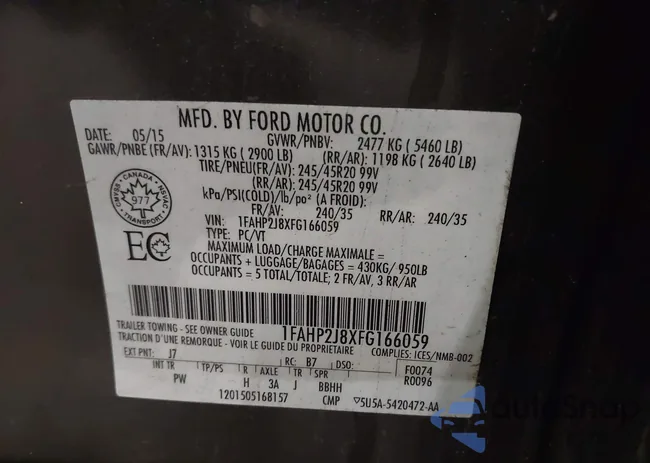 MFD. BY FORD MOTOR CO.
DATE: 05/15 GVWR/PNBV: 2477 KG ( 5460 LB)
GAWR/PNBE (FR/AV): 1315 KG ( 2900 LB) (RR/AR): 1198 KG ( 2640 LB)
TIRE/PNEU(FR/AV): 245/45R20 99V
(RR/AR): 245/45R20 99V
kPa/PSI(COLD)/lb/po² (A FROID):
FR/AV: 240/35 RR/AR: 240/35
CANADA
CMVSS NSVAC
977
TRANSPORT
VIN: 1FAHP2J8XFG166059
TYPE: PC/VT
EC
MAXIMUM LOAD/CHARGE MAXIMALE =
OCCUPANTS + LUGGAGE/BAGAGES = 430KG/ 950LB
OCCUPANTS = 5 TOTAL/TOTALE; 2 FR/AV, 3 RR/AR
TRAILER TOWING - SEE OWNER GUIDE 1FAHP2J8XFG166059
TRACTION D'UNE REMORQUE - VOIR LE GUIDE DU PROPRIETAIRE COMPLIES: ICES/NMB-002
EXT PNT: J7 RC: B7 DSO: F0074
INT TR TP/PS R AXLE TR SPR R0096
PW H 3A J BBHH
1201505168157 CMP 5U5A-5420472-AA
AutoSnap